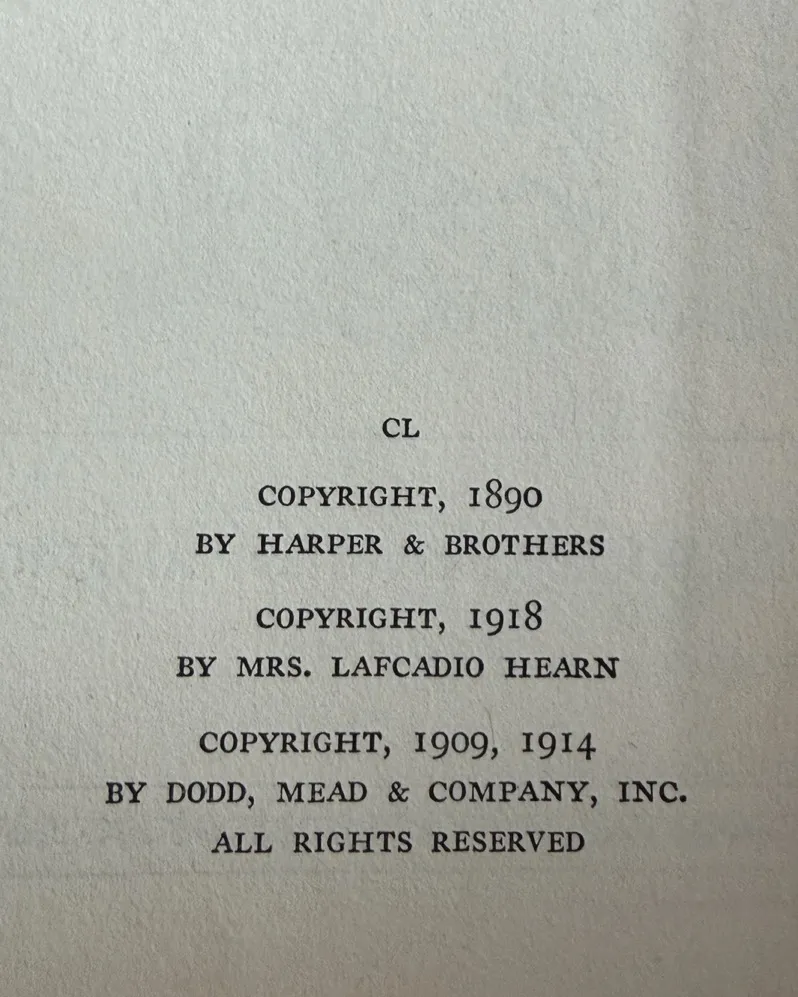 CL
COPYRIGHT, 1890
BY HARPER & BROTHERS
COPYRIGHT, 1918
BY MRS. LAFCADIO HEARN
COPYRIGHT, 1909, 1914
BY DODD, MEAD & COMPANY, INC.
ALL RIGHTS RESERVED